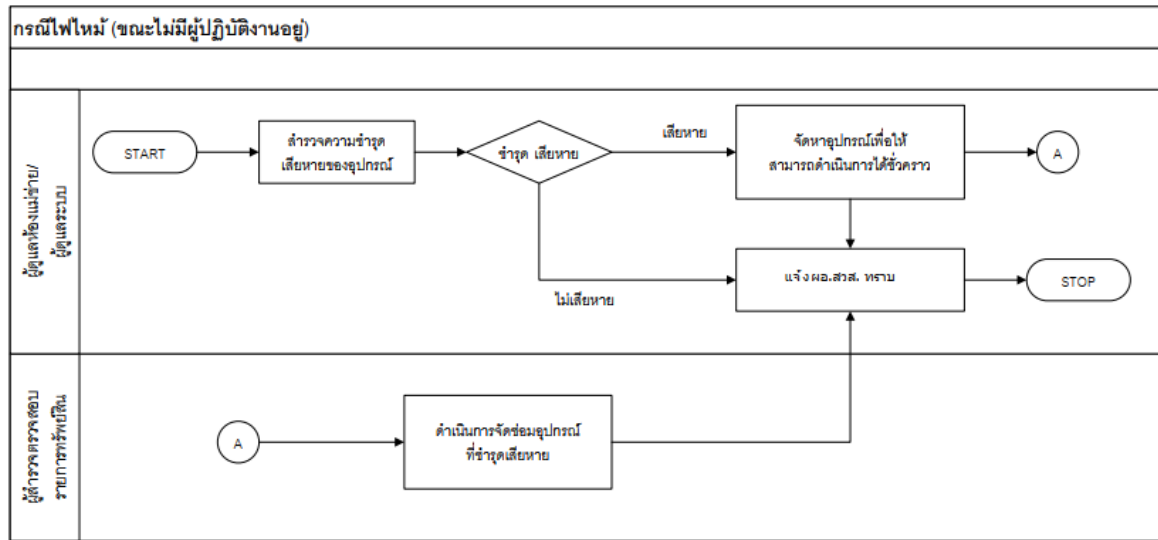 กรณีไฟไหม้ (ขณะไม่มีผู้ปฏิบัติงานอยู่)
ผู้ดูแลห้องแม่ข่าย/
ผู้ดูแลระบบ
START
สำรวจความชำรุด
เสียหายของอุปกรณ์
ชำรุด เสียหาย
เสียหาย
จัดหาอุปกรณ์เพื่อให้
สามารถดำเนินการได้ชั่วคราว
A
ไม่เสียหาย
แจ้ง ผอ.สวส. ทราบ
STOP
ผู้สำรวจตรวจสอบ
รายการทรัพย์สิน
A
ดำเนินการจัดซ่อมอุปกรณ์
ที่ชำรุดเสียหาย